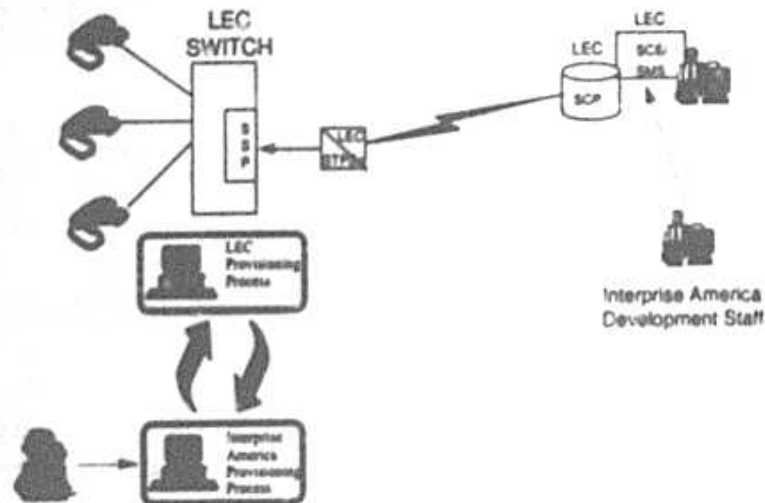 LEC
SWITCH
S
S
P
LEC
STP
LEC
SCP
LEC
SCE/
SMS
Interprise America
Development Staff
LEC
Provisioning
Process
Interprise
America
Provisioning
Process